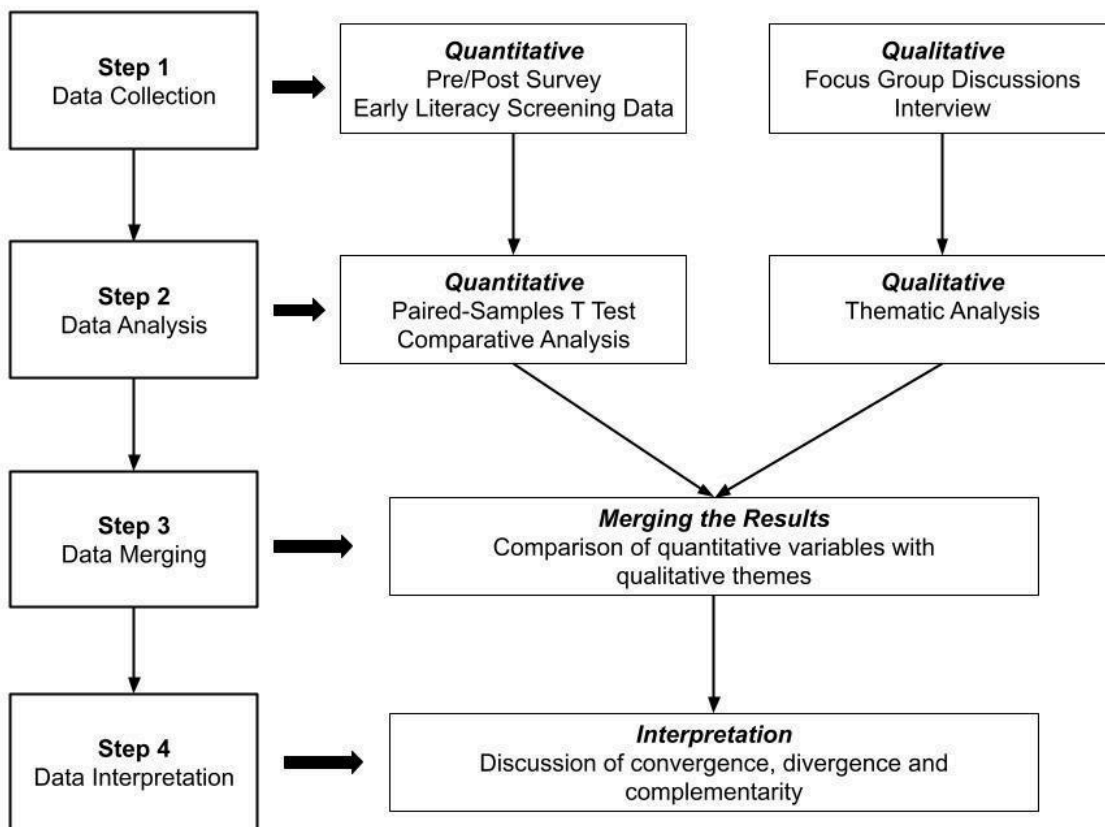 Step 1
Data Collection
Quantitative
Pre/Post Survey
Early Literacy Screening Data
Qualitative
Focus Group Discussions
Interview
Step 2
Data Analysis
Quantitative
Paired-Samples T Test
Comparative Analysis
Qualitative
Thematic Analysis
Step 3
Data Merging
Merging the Results
Comparison of quantitative variables with
qualitative themes
Step 4
Data Interpretation
Interpretation
Discussion of convergence, divergence and
complementarity